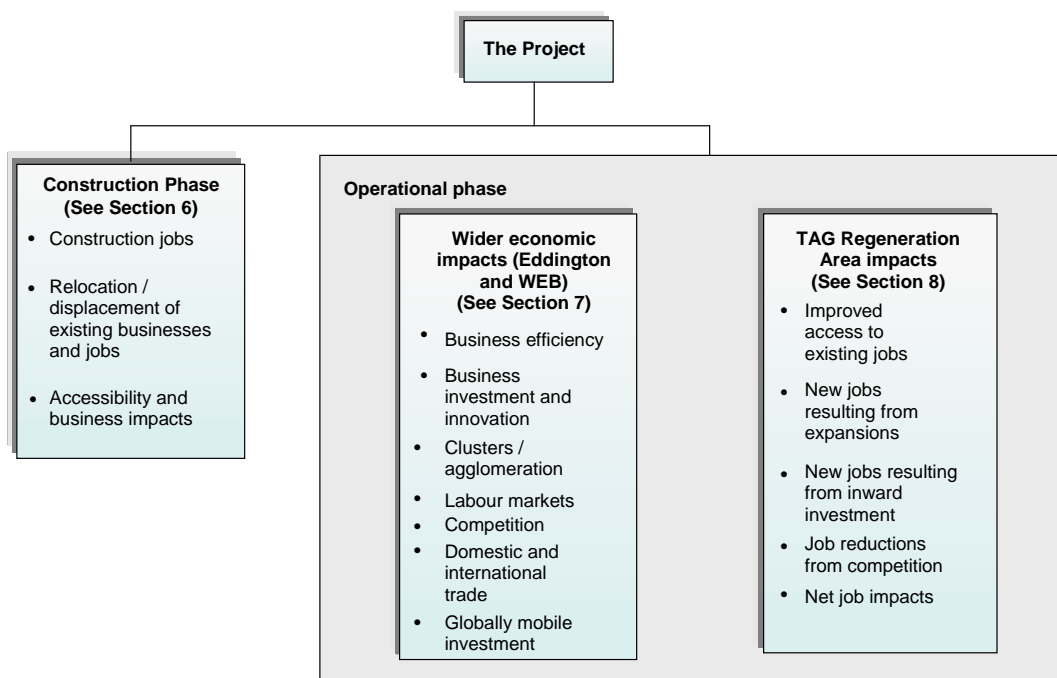 The Project
Construction Phase
(See Section 6)
• Construction jobs
• Relocation /
displacement of
existing businesses
and jobs
• Accessibility and
business impacts
Operational phase
Wider economic
impacts (Eddington
and WEB)
(See Section 7)
• Business efficiency
• Business
investment and
innovation
• Clusters /
agglomeration
• Labour markets
• Competition
• Domestic and
international
trade
• Globally mobile
investment
TAG Regeneration
Area impacts
(See Section 8)
• Improved
access to
existing jobs
• New jobs
resulting from
expansions
• New jobs resulting
from inward
investment
• Job reductions
from competition
• Net job impacts